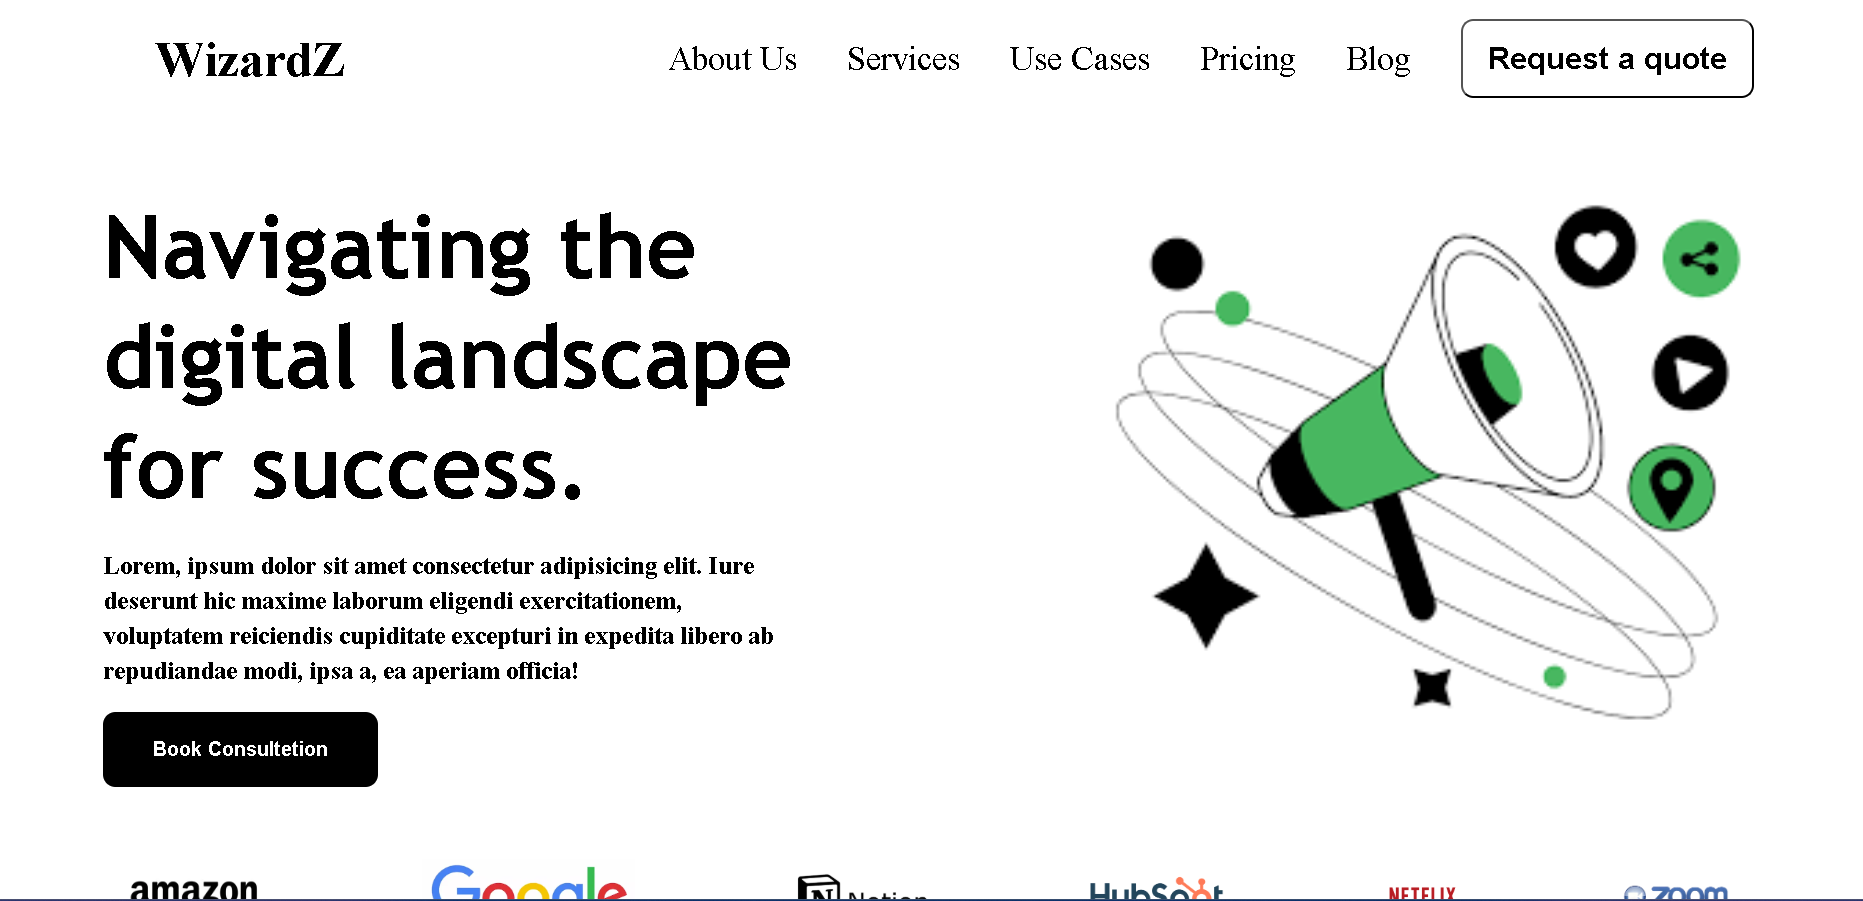 WizardZ
About Us Services Use Cases Pricing Blog Request a quote
Navigating the
digital landscape
for success.
Lorem, ipsum dolor sit amet consectetur adipisicing elit. Iure
deserunt hic maxime laborum eligendi exercitationem,
voluptatem reiciendis cupiditate excepturi in expedita libero ab
repudiandae modi, ipsa a, ea aperiam officia!
Book Consultetion
amazon Google Notion HubSpot NETFLIX zoom